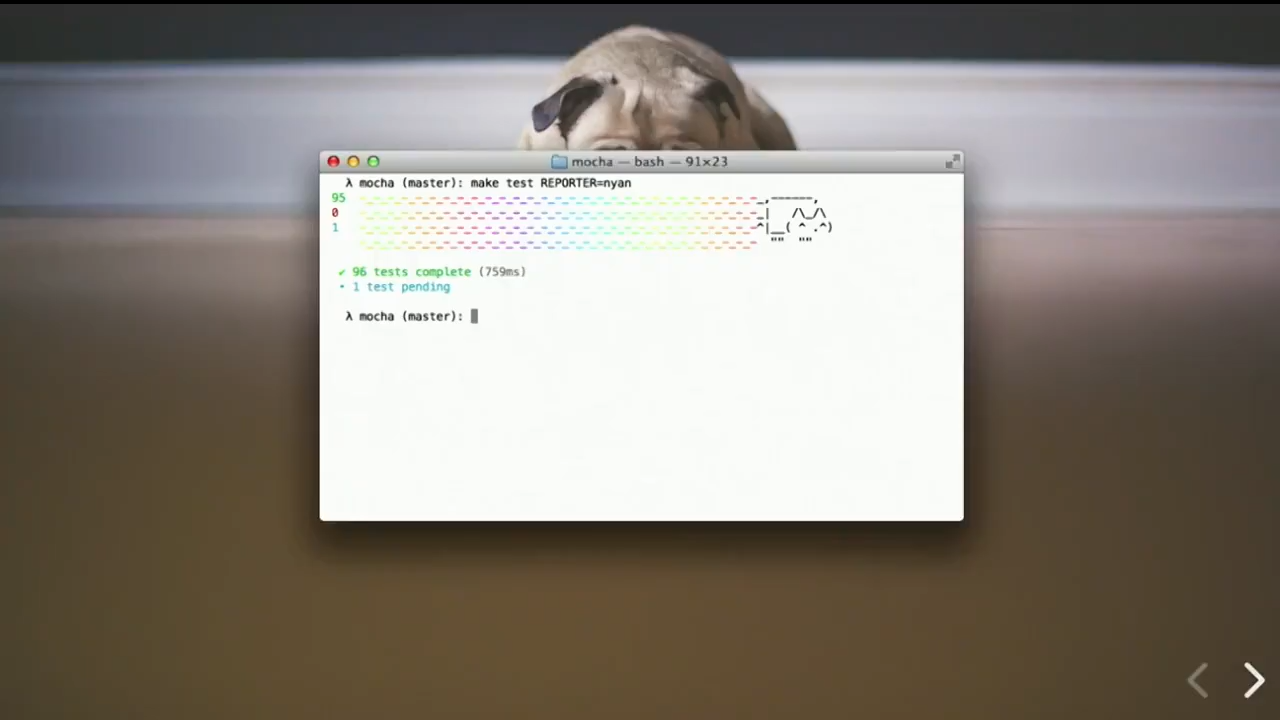 mocha — bash — 91×23
λ mocha (master): make test REPORTER=nyan
95 -_-_-_-_-_-_-_-_-_-_-_-_-_-_-_-_-_-_-_-_-_-_-_-_-_-_-_-_-_,------,
0 -_-_-_-_-_-_-_-_-_-_-_-_-_-_-_-_-_-_-_-_-_-_-_-_-_-_-_-_-_|   /\_/\
1 -_-_-_-_-_-_-_-_-_-_-_-_-_-_-_-_-_-_-_-_-_-_-_-_-_-_-_-_-^|__( ^ .^)
-_-_-_-_-_-_-_-_-_-_-_-_-_-_-_-_-_-_-_-_-_-_-_-_-_-_-_-_-  ""  ""
✔ 96 tests complete (759ms)
• 1 test pending
λ mocha (master):